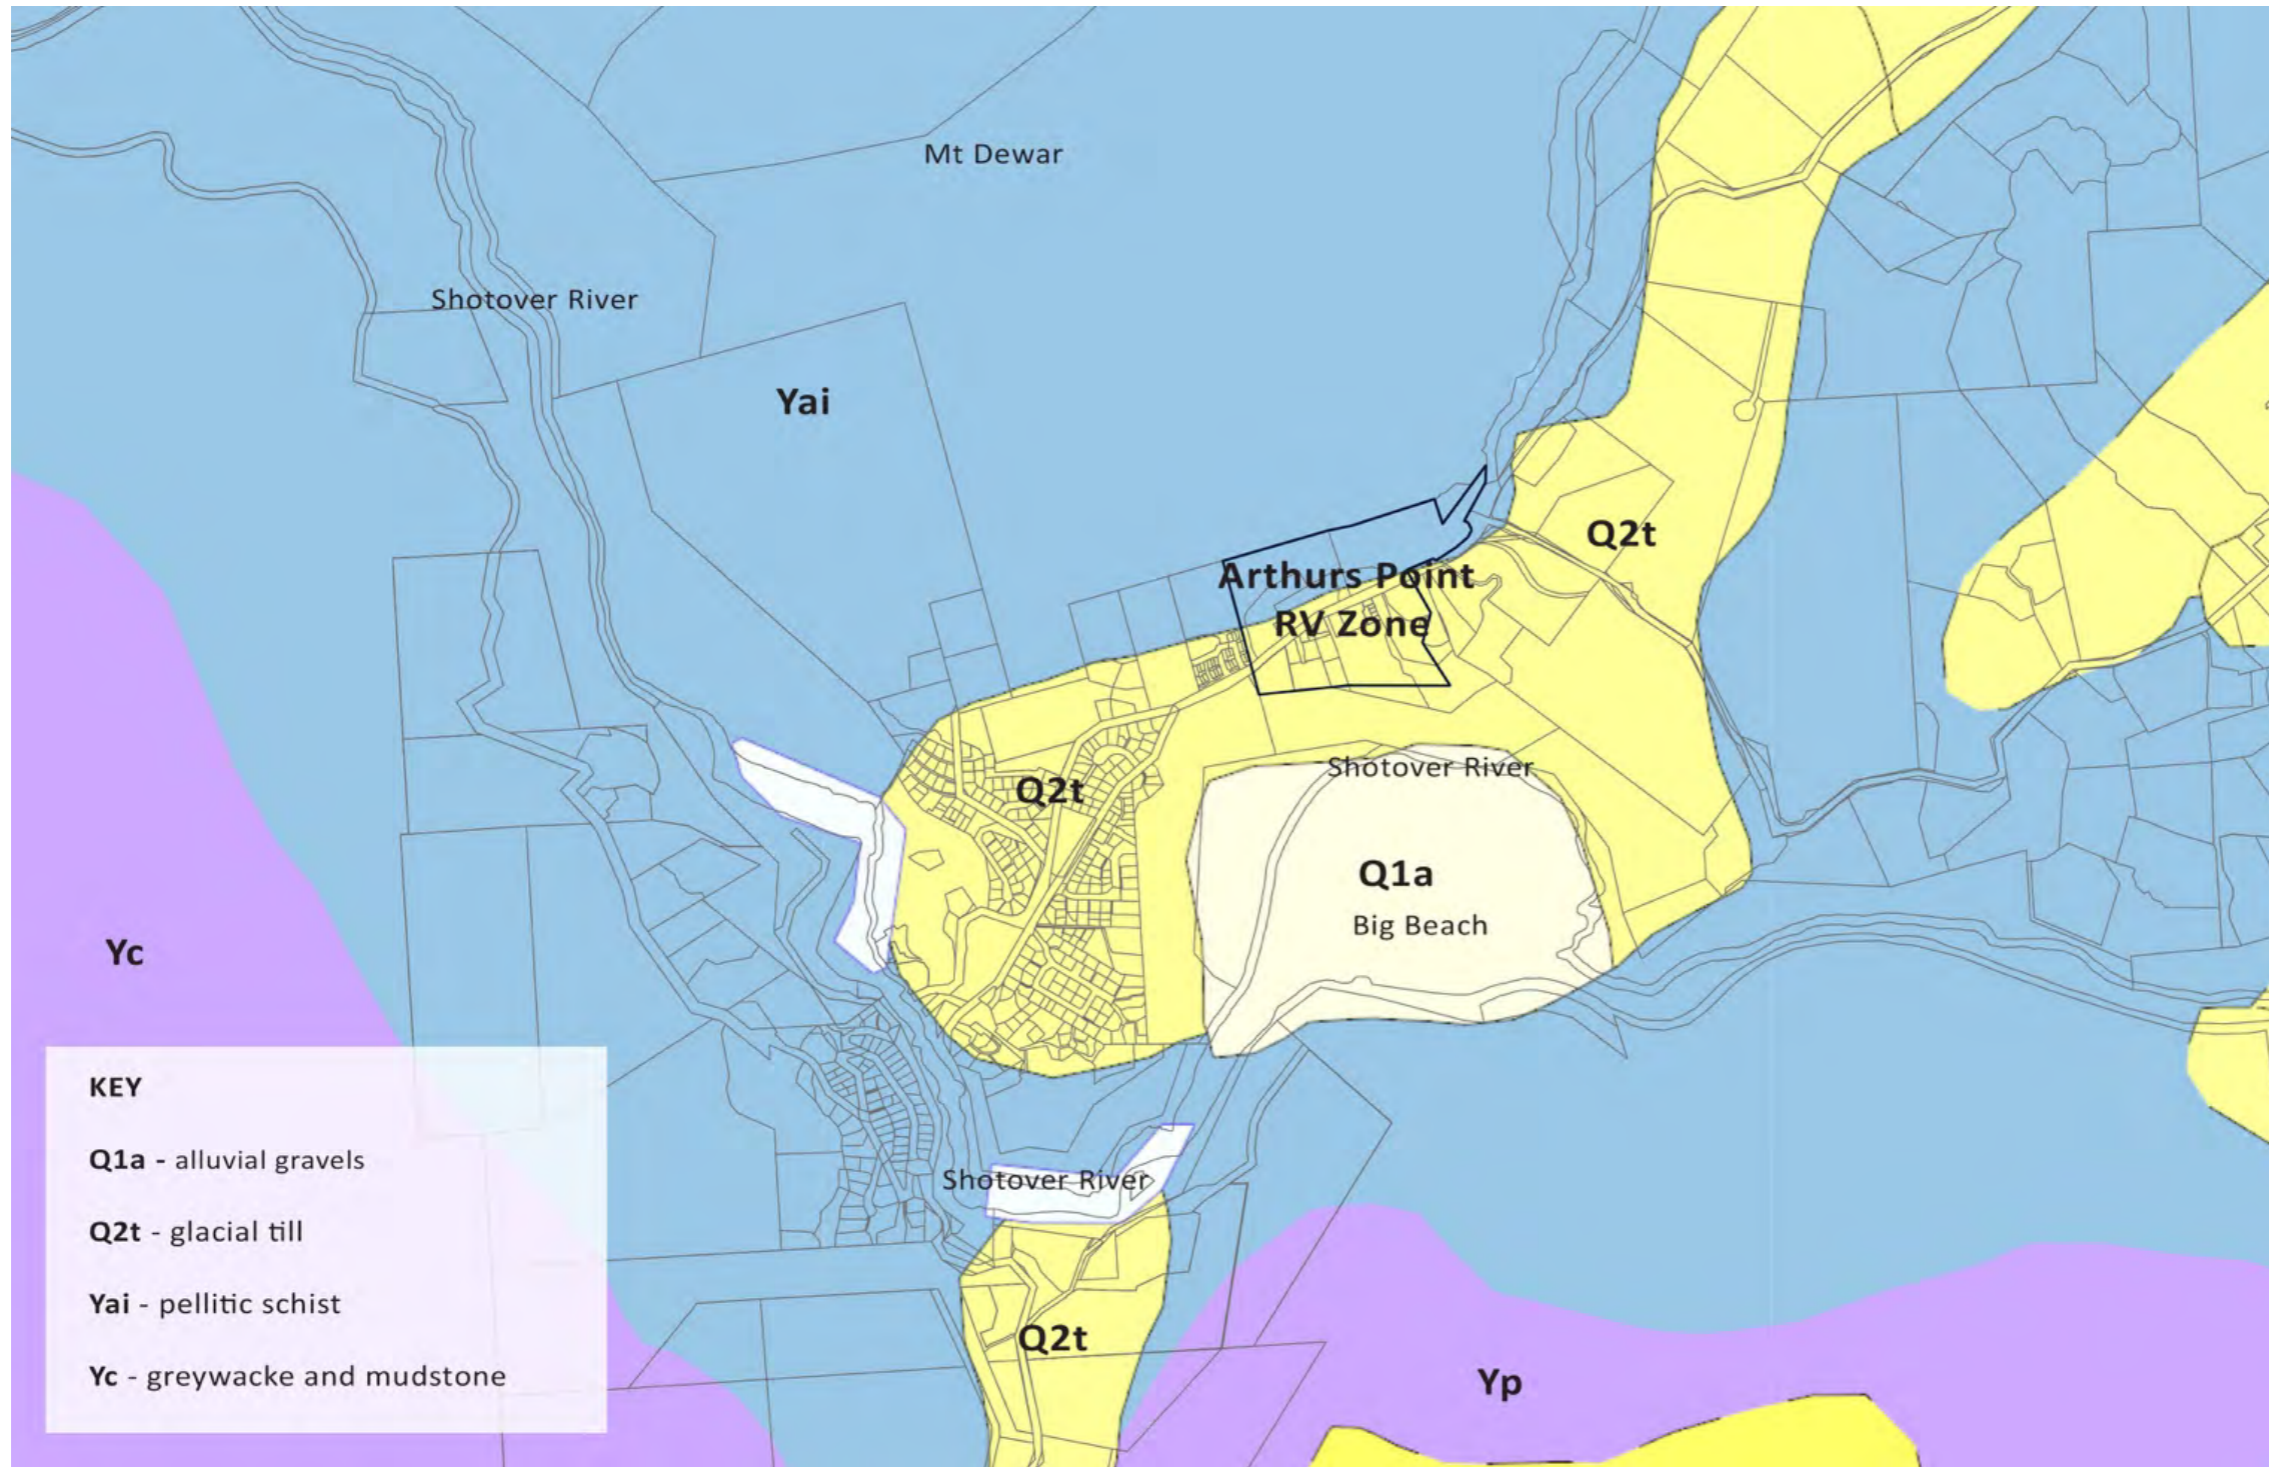 Mt Dewar
Shotover River
Yai
Q2t
Arthurs Point
RV Zone
Shotover River
Q2t
Q1a
Big Beach
Yc
KEY
Q1a - alluvial gravels
Q2t - glacial till
Yai - pellitic schist
Yc - greywacke and mudstone
Shotover River
Q2t
Yp